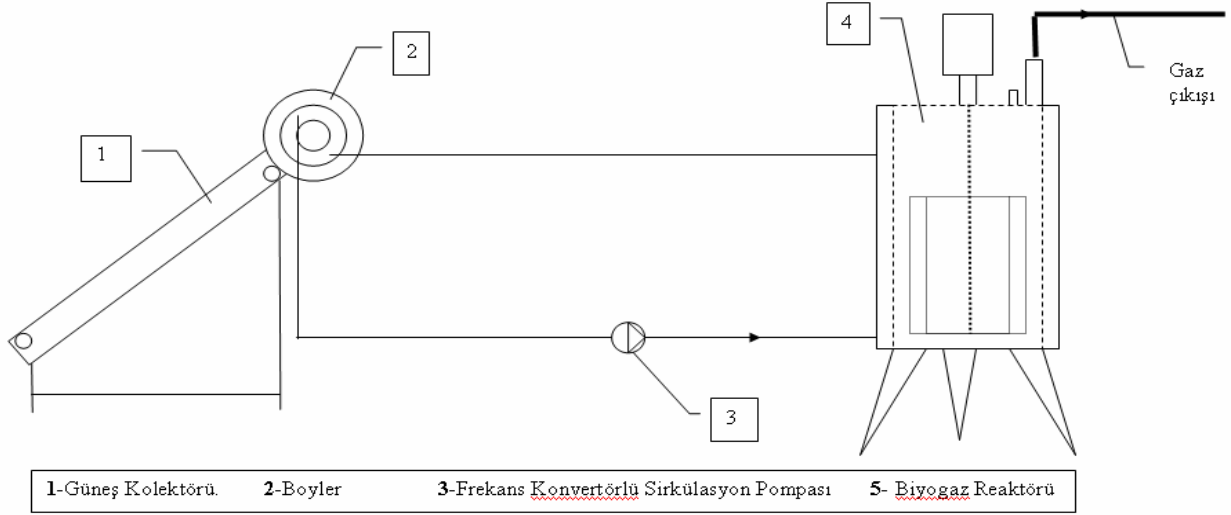 2
4
Gaz
çıkışı
1
3
1-Güneş Kolektörü. 2-Boyler 3-Frekans Konvertörlü Sirkülasyon Pompası 5- Biyogaz Reaktörü